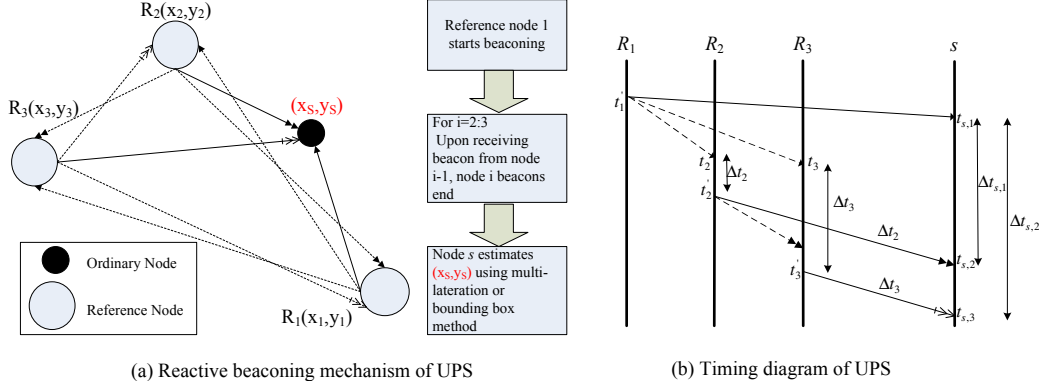 R2(x2,y2)
R3(x3,y3)
(xS,yS)
R1(x1,y1)
Ordinary Node
Reference Node
Reference node 1
starts beaconing
For i=2:3
Upon receiving
beacon from node
i-1, node i beacons
end
Node s estimates
(xS,yS) using multi-
lateration or
bounding box
method
(a) Reactive beaconing mechanism of UPS
R1 R2 R3 s
t1'
ts,1
t2
t3
Δt2
t2'
Δt3
Δts,1
Δts,2
Δt2
ts,2
t3'
Δt3
ts,3
(b) Timing diagram of UPS